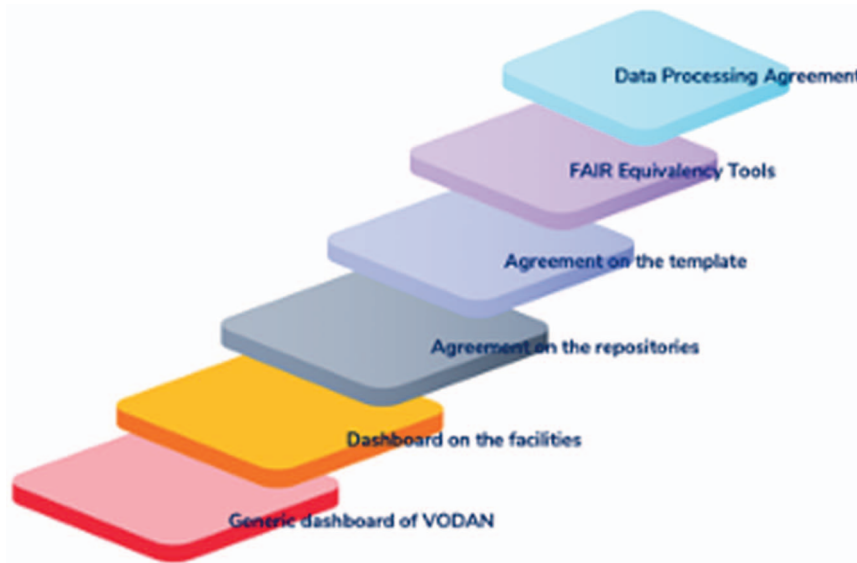 Data Processing Agreement
FAIR Equivalency Tools
Agreement on the template
Agreement on the repositories
Dashboard on the facilities
Generic dashboard of VODAN